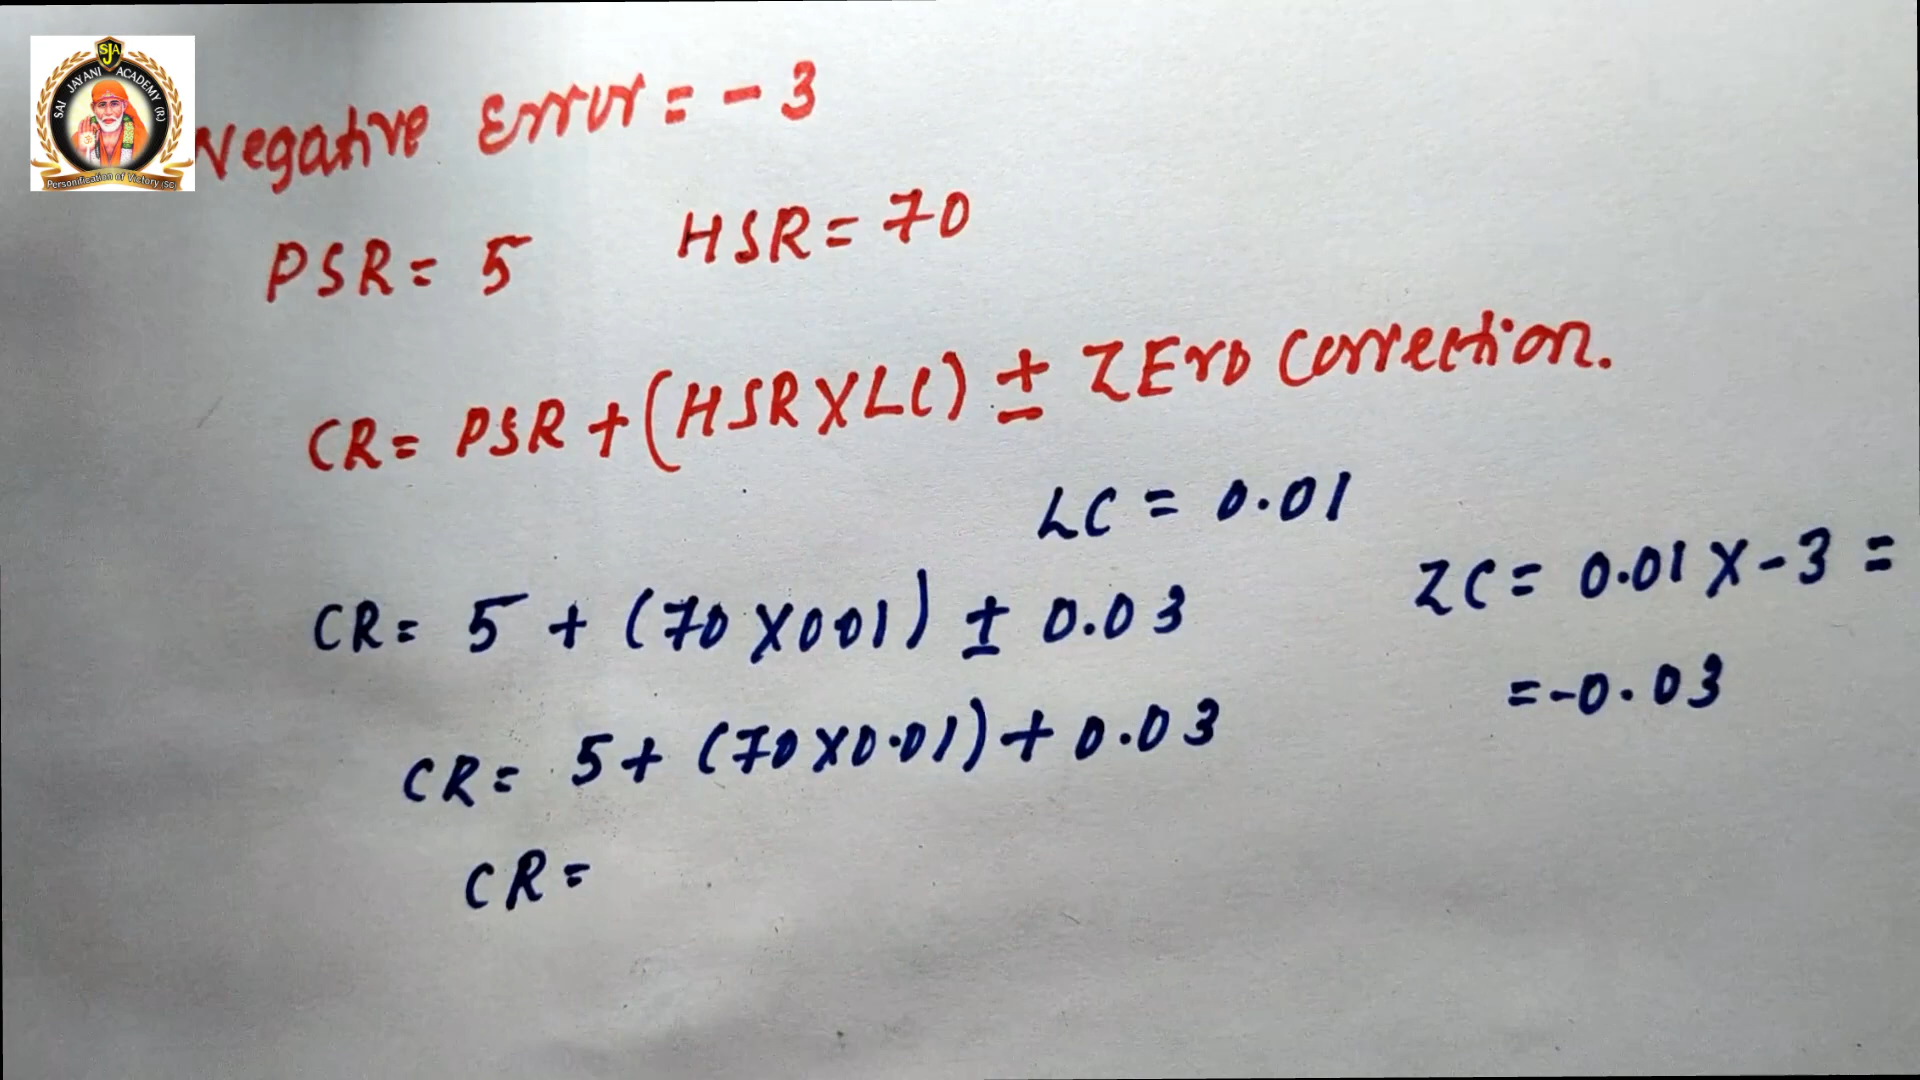 SJA
SAI JAYANI ACADEMY (R)
Personification of Victory (SC)
Negative Error = -3
PSR = 5 HSR = 70
CR = PSR + (HSR X LC) ± ZEro Correction.
LC = 0.01
CR = 5 + (70 X 001) ± 0.03 ZC = 0.01 X -3 =
= -0.03
CR = 5 + (70 X 0.01) + 0.03
CR =